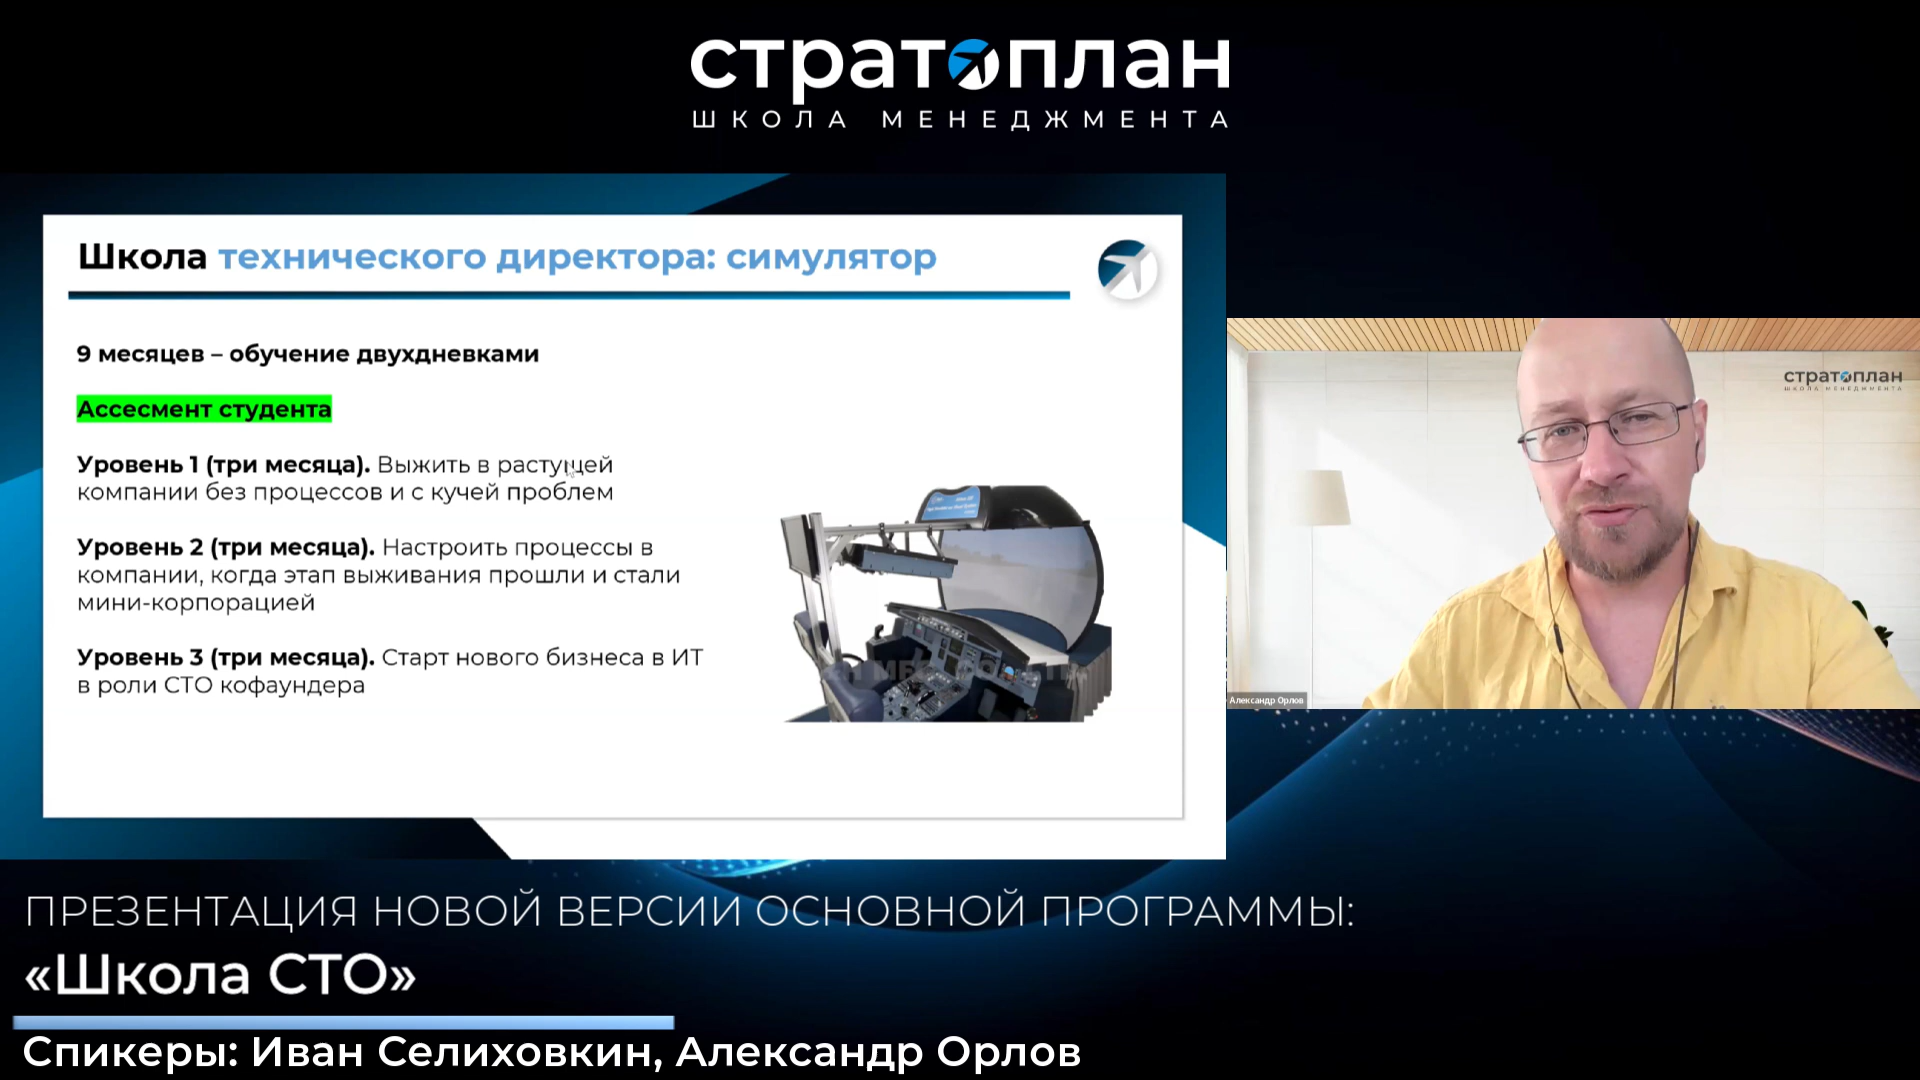 стратоплан
ШКОЛА МЕНЕДЖМЕНТА
Школа технического директора: симулятор
9 месяцев – обучение двухдневками
Ассесмент студента
Уровень 1 (три месяца). Выжить в растущей
компании без процессов и с кучей проблем
Уровень 2 (три месяца). Настроить процессы в
компании, когда этап выживания прошли и стали
мини-корпорацией
Уровень 3 (три месяца). Старт нового бизнеса в ИТ
в роли СТО кофаундера
стратоплан
ШКОЛА МЕНЕДЖМЕНТА
Александр Орлов
ПРЕЗЕНТАЦИЯ НОВОЙ ВЕРСИИ ОСНОВНОЙ ПРОГРАММЫ:
«Школа СТО»
Спикеры: Иван Селиховкин, Александр Орлов